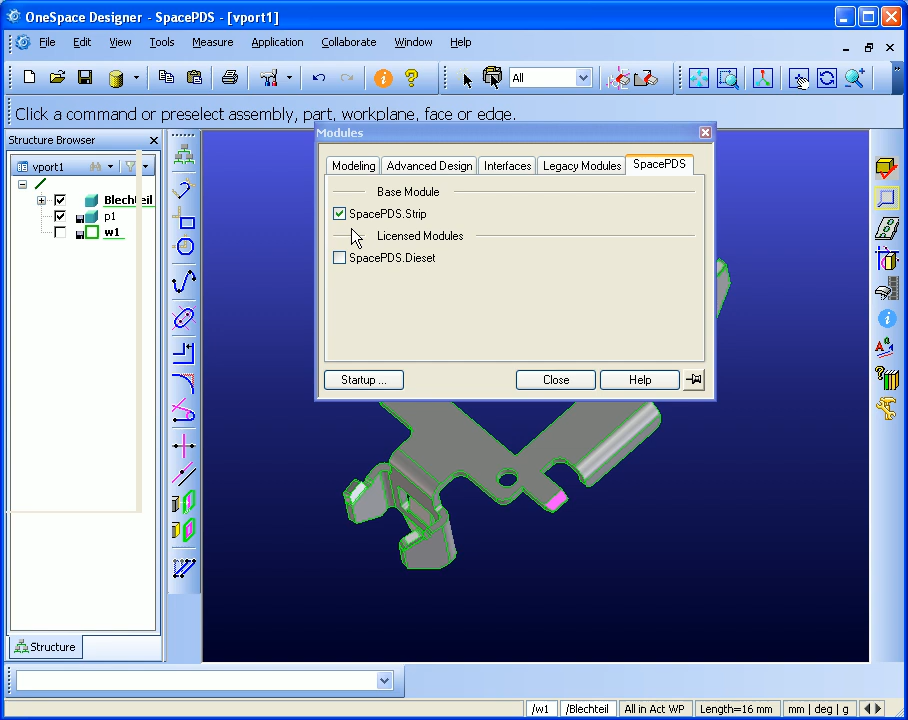 OneSpace Designer - SpacePDS - [vport1]
File Edit View Tools Measure Application Collaborate Window Help
All
Click a command or preselect assembly, part, workplane, face or edge.
Structure Browser
vport1
Blechteil
p1
w1
Structure
Modules
Modeling Advanced Design Interfaces Legacy Modules SpacePDS
Base Module
SpacePDS.Strip
Licensed Modules
SpacePDS.Dieset
Startup ... Close Help
/w1 /Blechteil All in Act WP Length=16 mm mm | deg | g